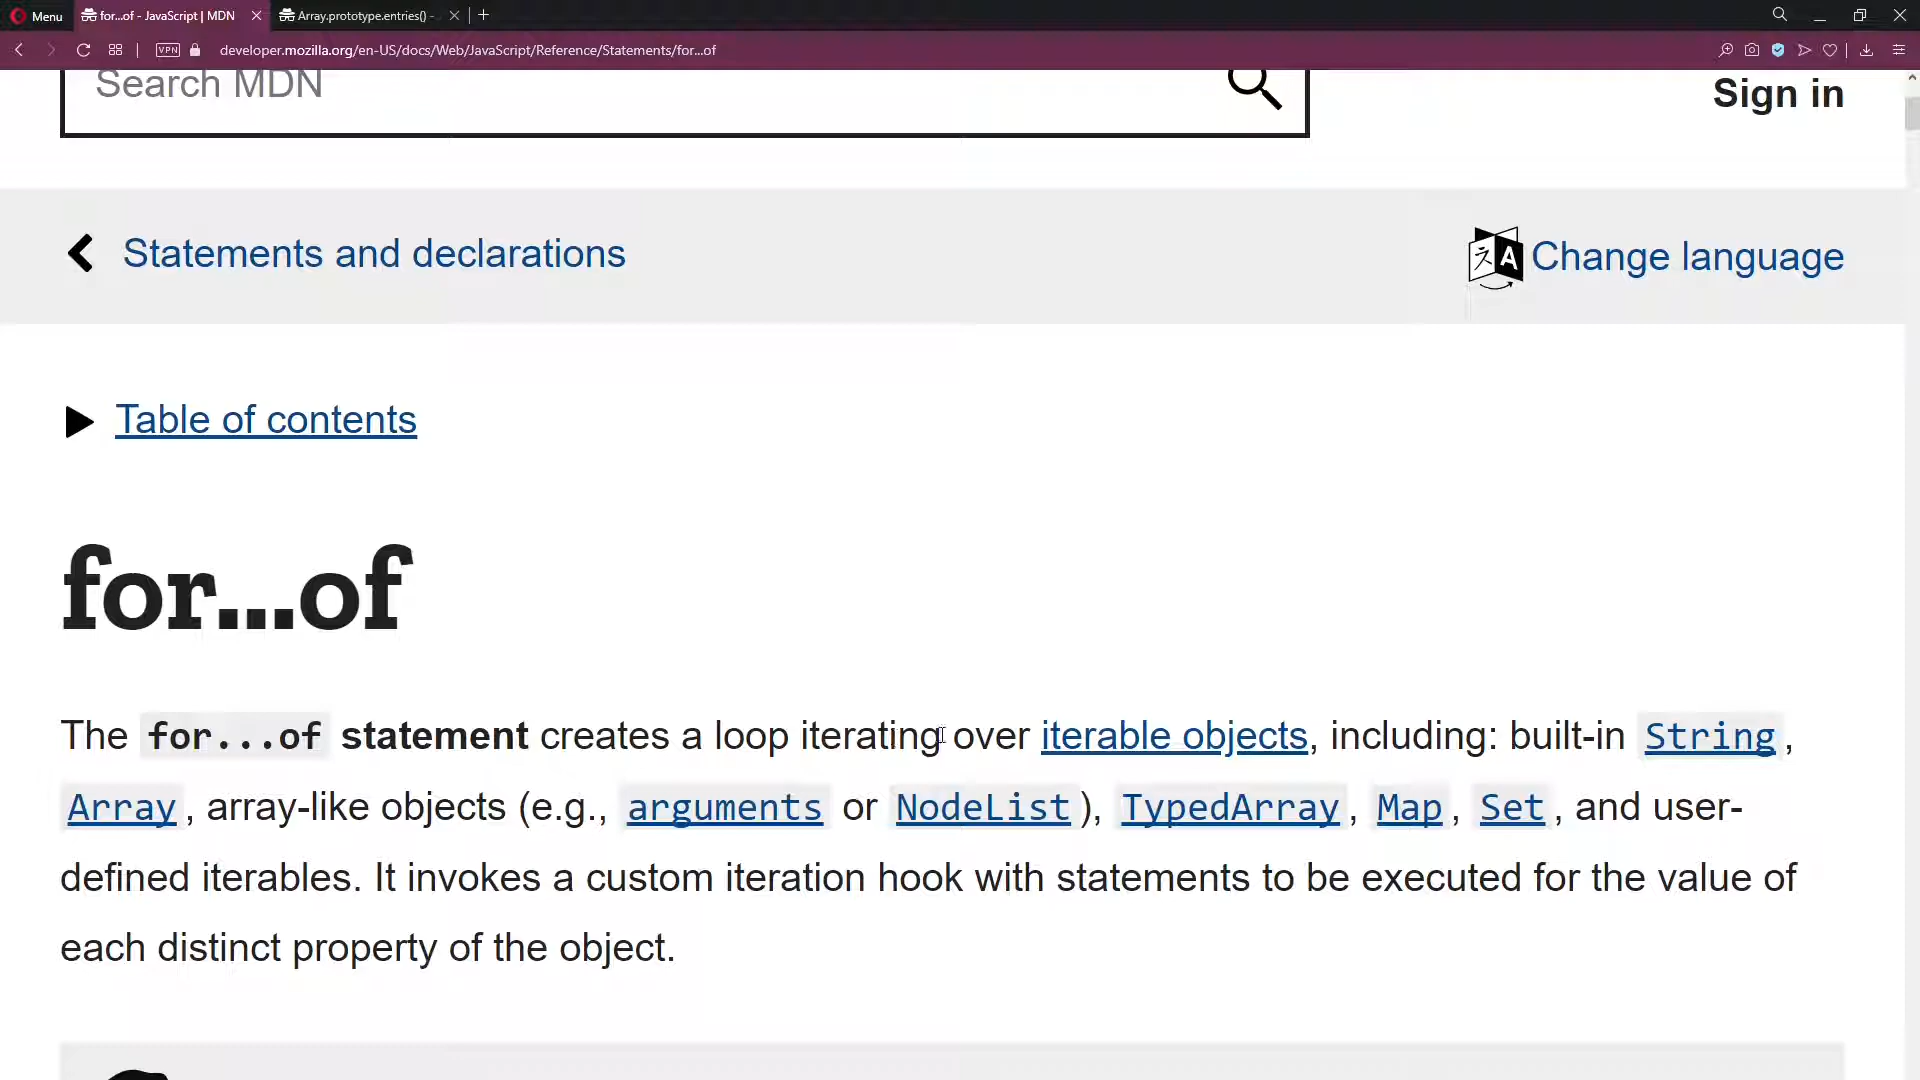 Menu for...of - JavaScript | MDN Array.prototype.entries() -
VPN developer.mozilla.org/en-US/docs/Web/JavaScript/Reference/Statements/for...of
Search MDN
Sign in
Statements and declarations
Change language
Table of contents
for...of
The for...of statement creates a loop iterating over iterable objects, including: built-in String,
Array, array-like objects (e.g., arguments or NodeList), TypedArray, Map, Set, and user-
defined iterables. It invokes a custom iteration hook with statements to be executed for the value of
each distinct property of the object.